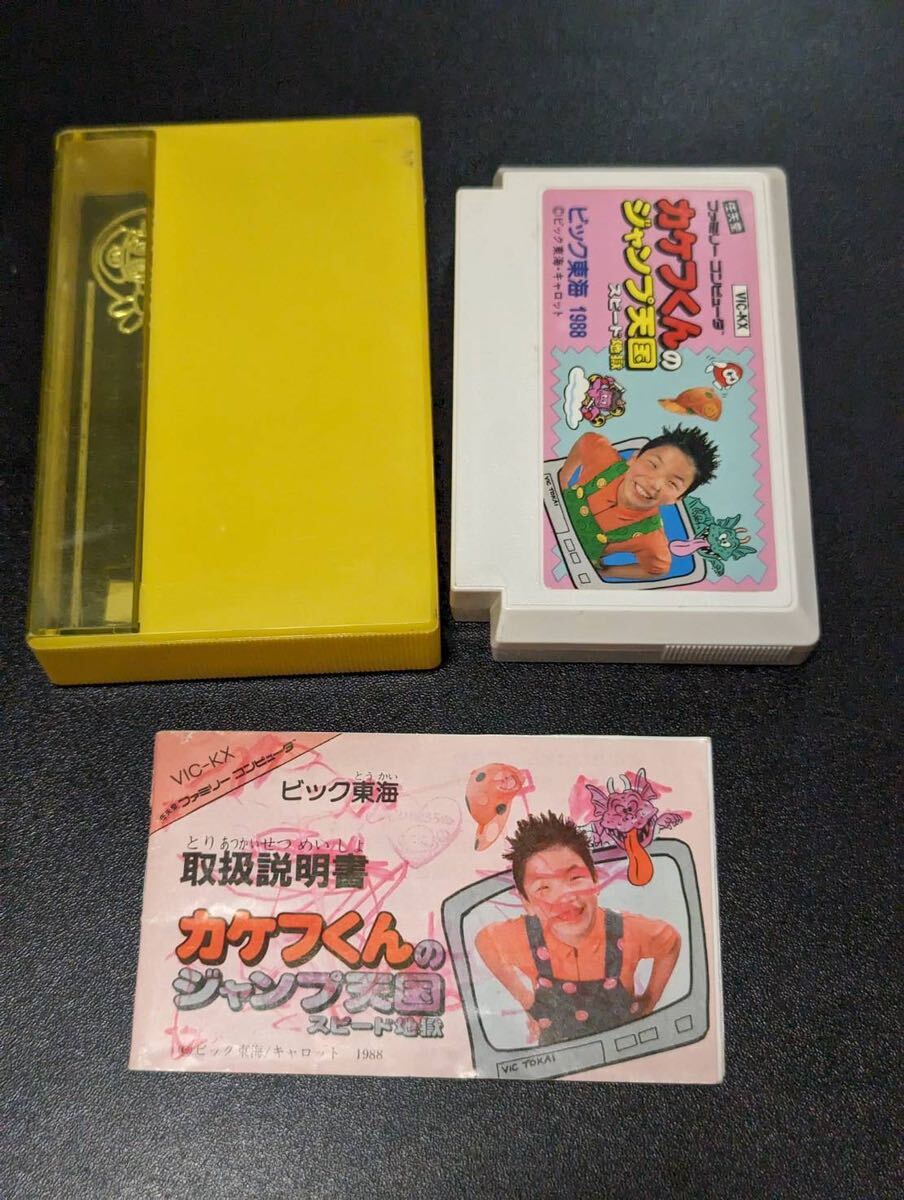 任天堂
ファミリー コンピュータ™
VIC-KX
カケフくんの
ジャンプ天国
スピード地獄
ビック東海 1988
©ビック東海・キャロット
VIC TOKAI
VIC-KX
任天堂 ファミリー コンピュータ™
とうかい
ビック東海
とりあつかいせつめいしょ
取扱説明書
カケフくんの
ジャンプ天国
スピード地獄
©ビック東海/キャロット 1988
VIC TOKAI